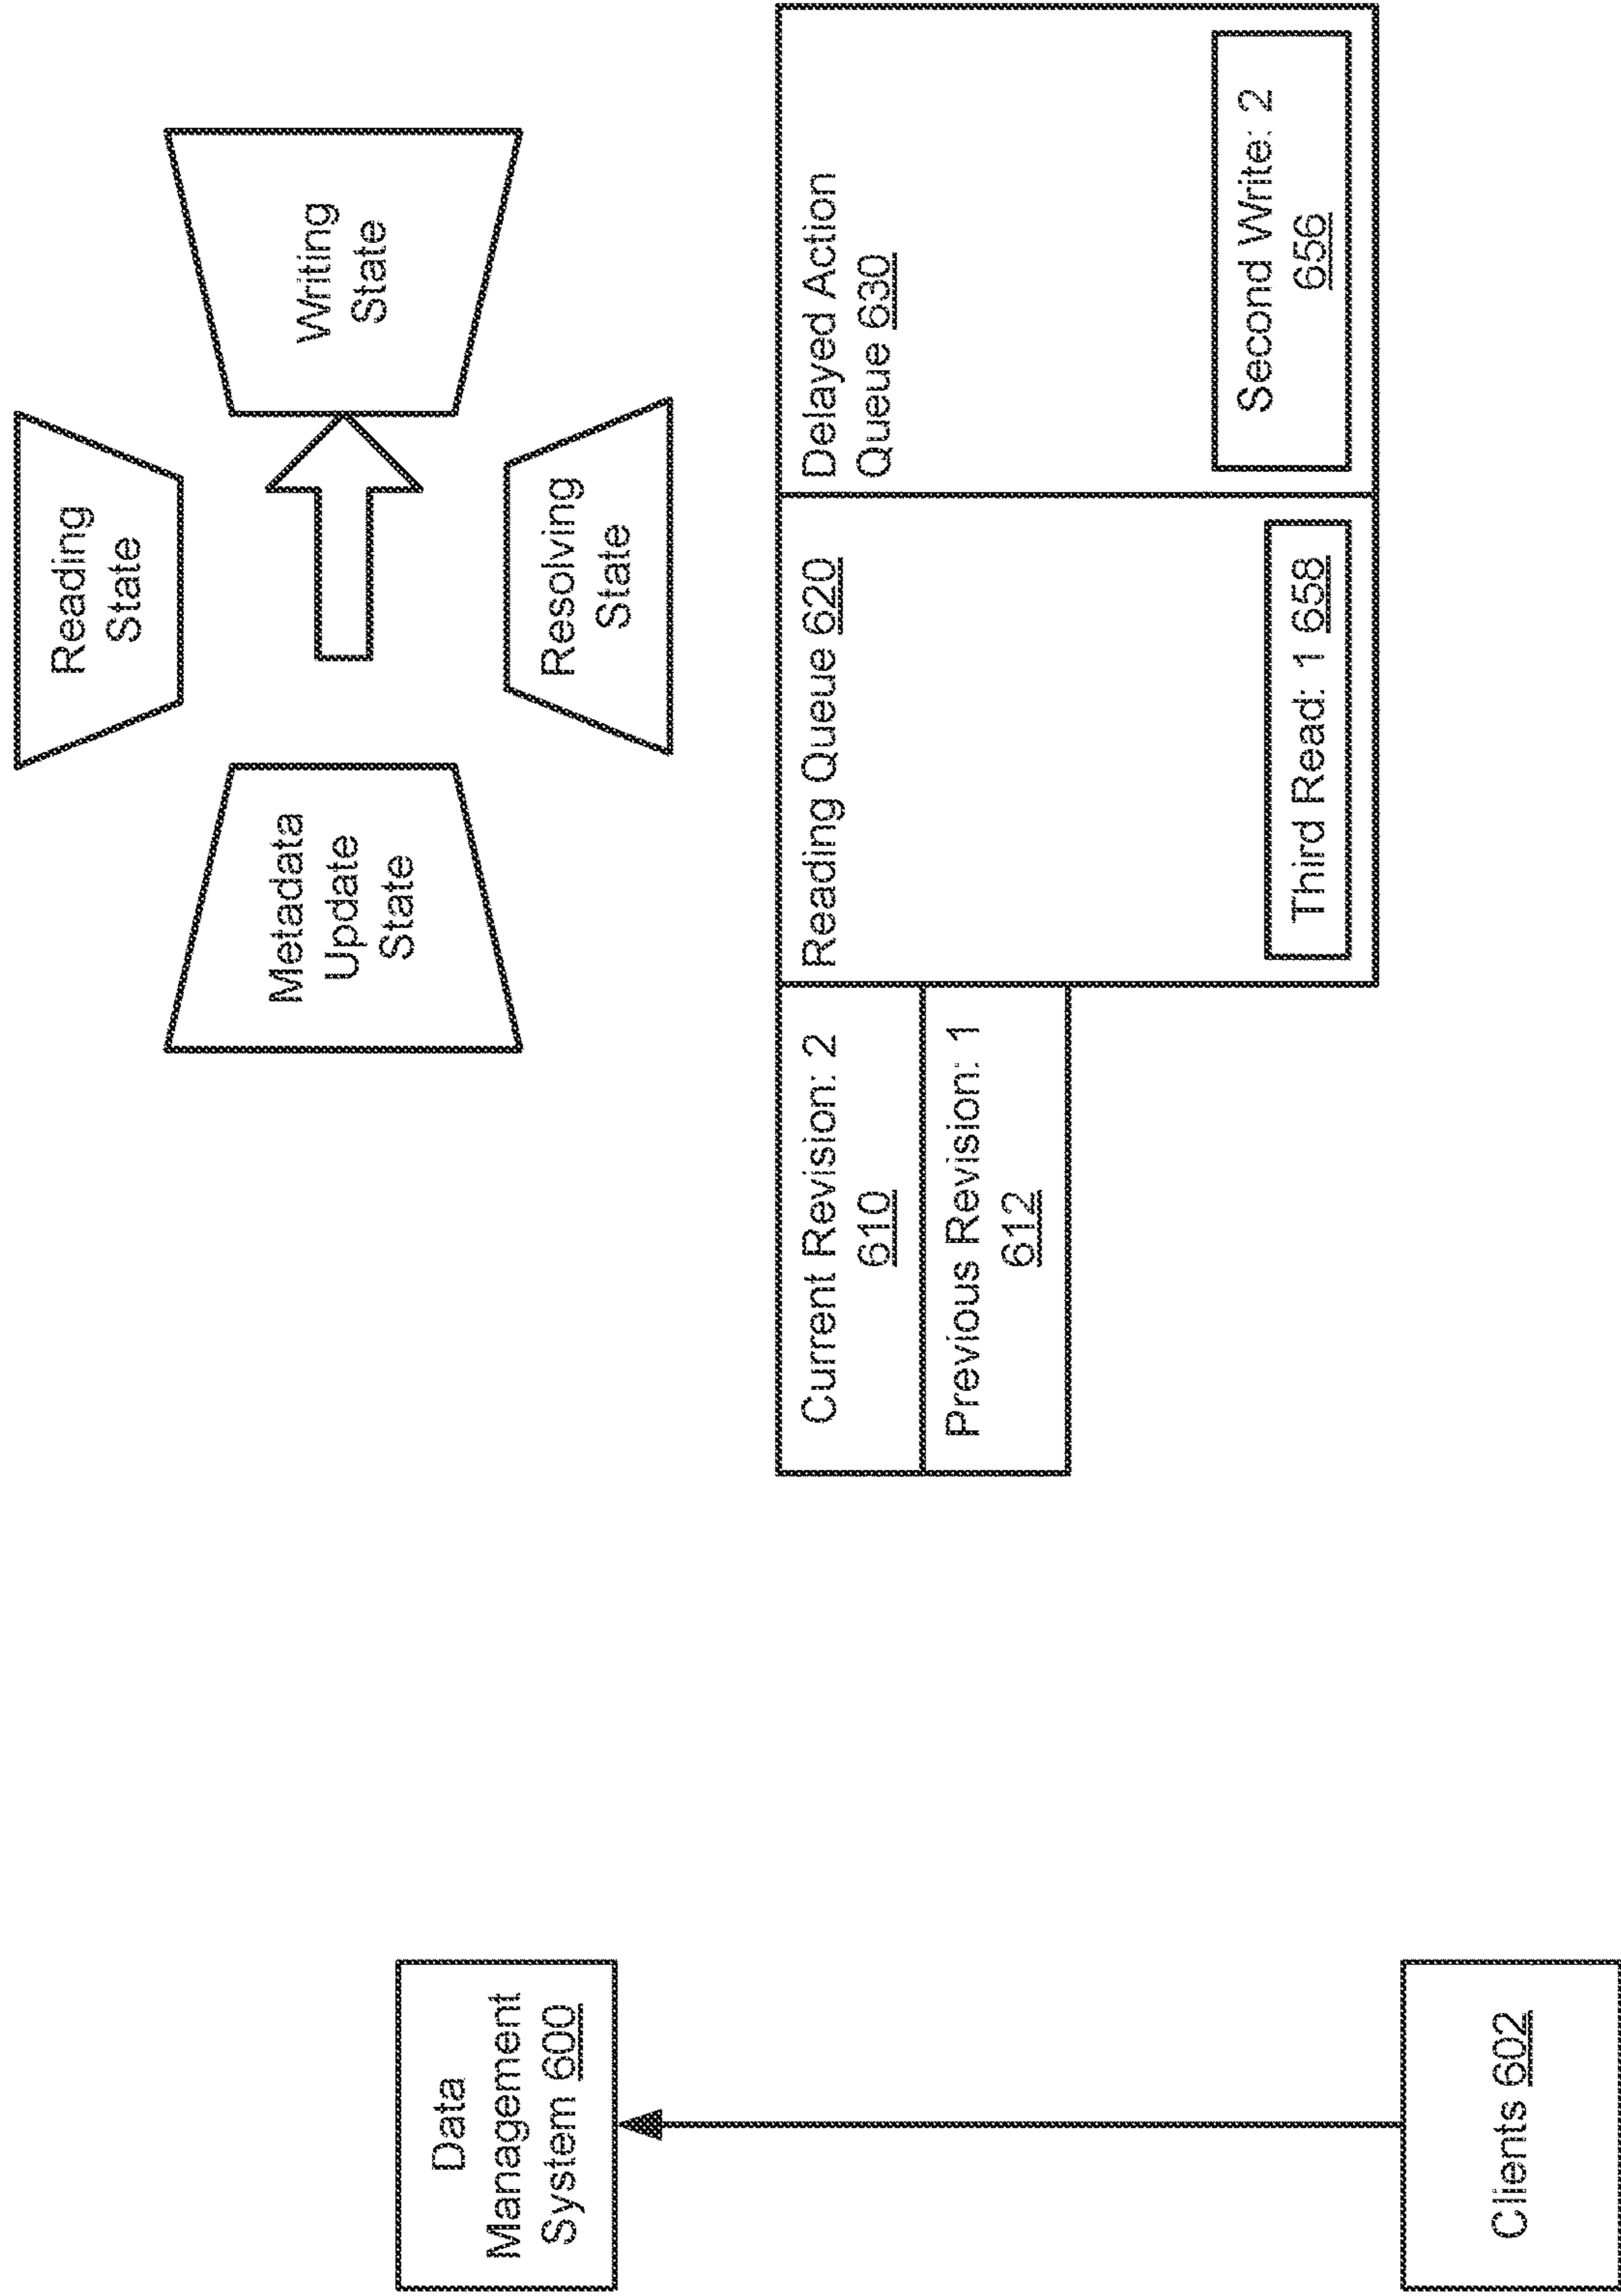 Data
Management
System 600
Clients 602
Metadata
Update
State
Reading
State
Writing
State
Resolving
State
Current Revision: 2
610
Previous Revision: 1
612
Reading Queue 620
Third Read: 1 658
Delayed Action
Queue 630
Second Write: 2
656